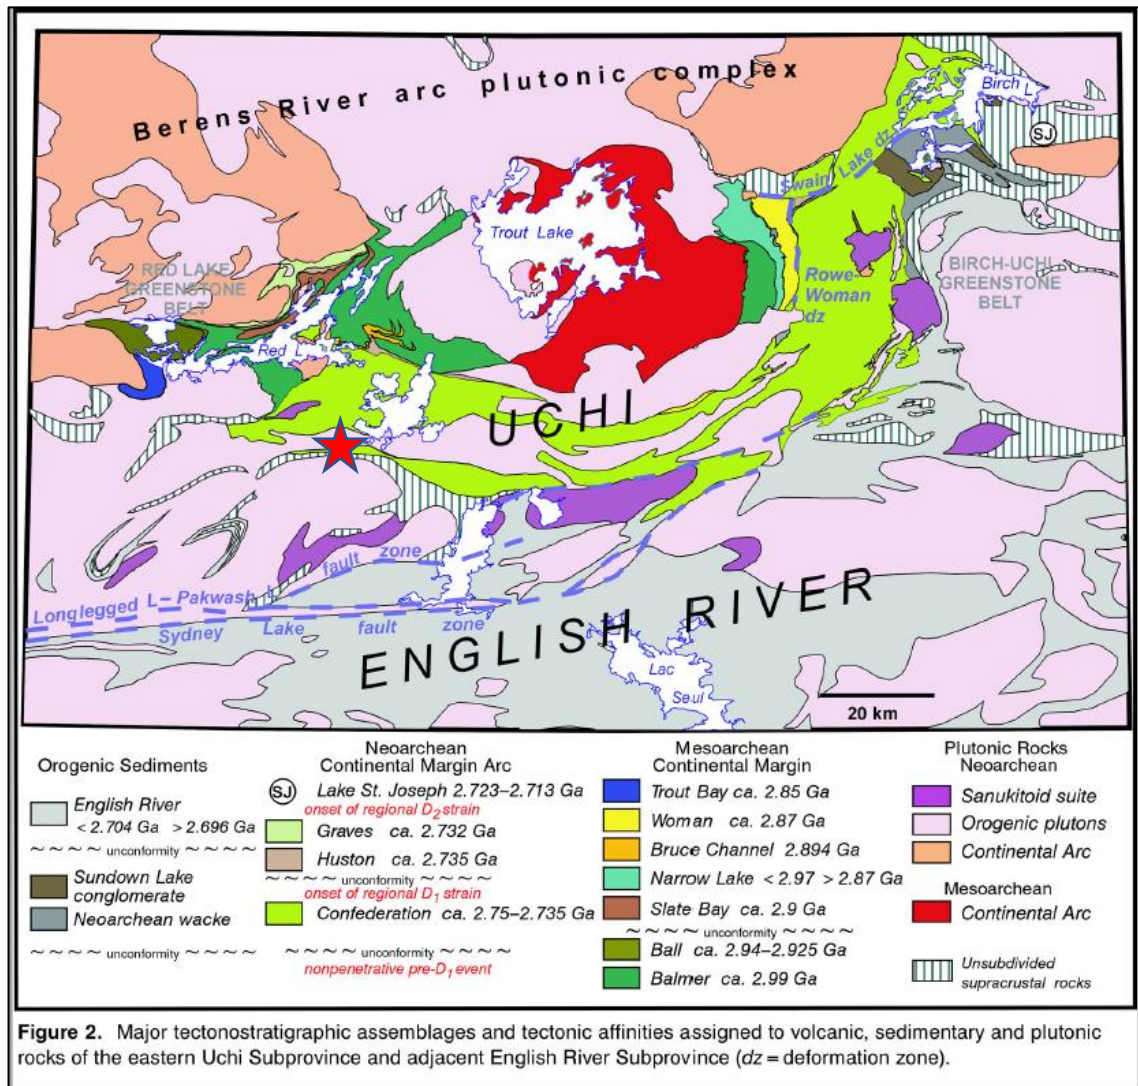 Berens River arc plutonic complex
Birch L
SJ
Swain Lake dz
Trout Lake
RED LAKE
GREENSTONE
BELT
Rowe-
Woman
dz
BIRCH-UCHI
GREENSTONE
BELT
Red L
UCHI
Longlegged L – Pakwash L fault zone
Sydney Lake fault zone
ENGLISH RIVER
Lac
Seul
20 km
Orogenic Sediments
English River
< 2.704 Ga > 2.696 Ga
~ ~ ~ ~ unconformity ~ ~ ~ ~
Sundown Lake
conglomerate
Neoarchean wacke
~ ~ ~ ~ unconformity ~ ~ ~ ~
Neoarchean
Continental Margin Arc
SJ Lake St. Joseph 2.723–2.713 Ga
onset of regional D2 strain
Graves ca. 2.732 Ga
Huston ca. 2.735 Ga
~ ~ ~ ~ unconformity ~ ~ ~ ~
onset of regional D1 strain
Confederation ca. 2.75–2.735 Ga
~ ~ ~ ~ unconformity ~ ~ ~ ~
nonpenetrative pre-D1 event
Mesoarchean
Continental Margin
Trout Bay ca. 2.85 Ga
Woman ca. 2.87 Ga
Bruce Channel 2.894 Ga
Narrow Lake < 2.97 > 2.87 Ga
Slate Bay ca. 2.9 Ga
~ ~ ~ ~ unconformity ~ ~ ~ ~
Ball ca. 2.94–2.925 Ga
Balmer ca. 2.99 Ga
Plutonic Rocks
Neoarchean
Sanukitoid suite
Orogenic plutons
Continental Arc
Mesoarchean
Continental Arc
Unsubdivided
supracrustal rocks
Figure 2. Major tectonostratigraphic assemblages and tectonic affinities assigned to volcanic, sedimentary and plutonic
rocks of the eastern Uchi Subprovince and adjacent English River Subprovince (dz = deformation zone).